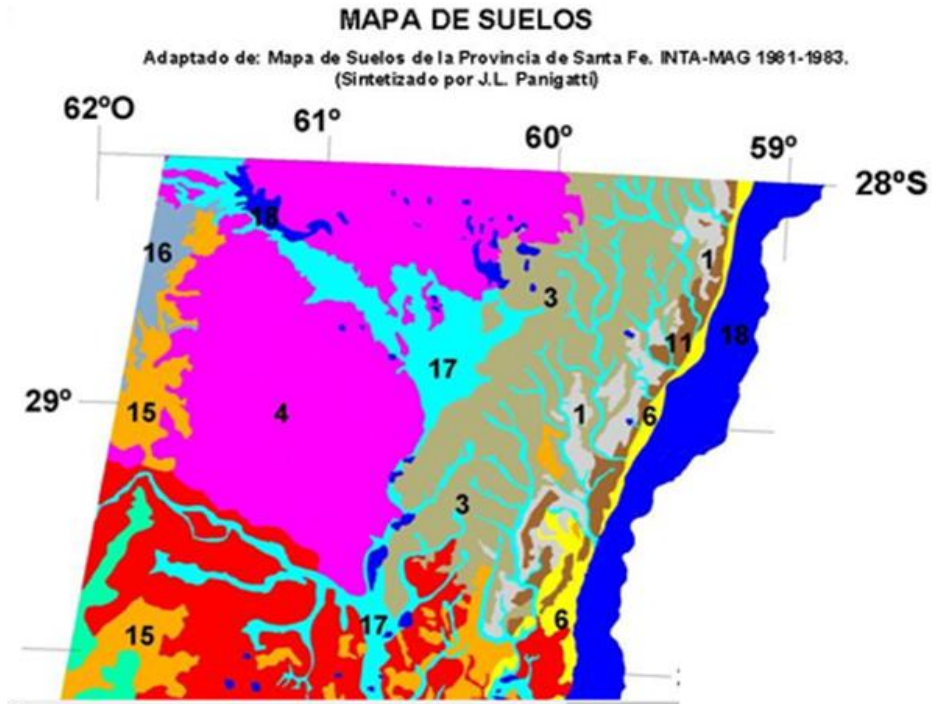 MAPA DE SUELOS
Adaptado de: Mapa de Suelos de la Provincia de Santa Fe. INTA-MAG 1981-1983.
(Sintetizado por J.L. Panigatti)
62ºO
61º
60º
59º
28ºS
18
16
1
3
18
11
17
29º
15
4
1
6
3
17
6
15